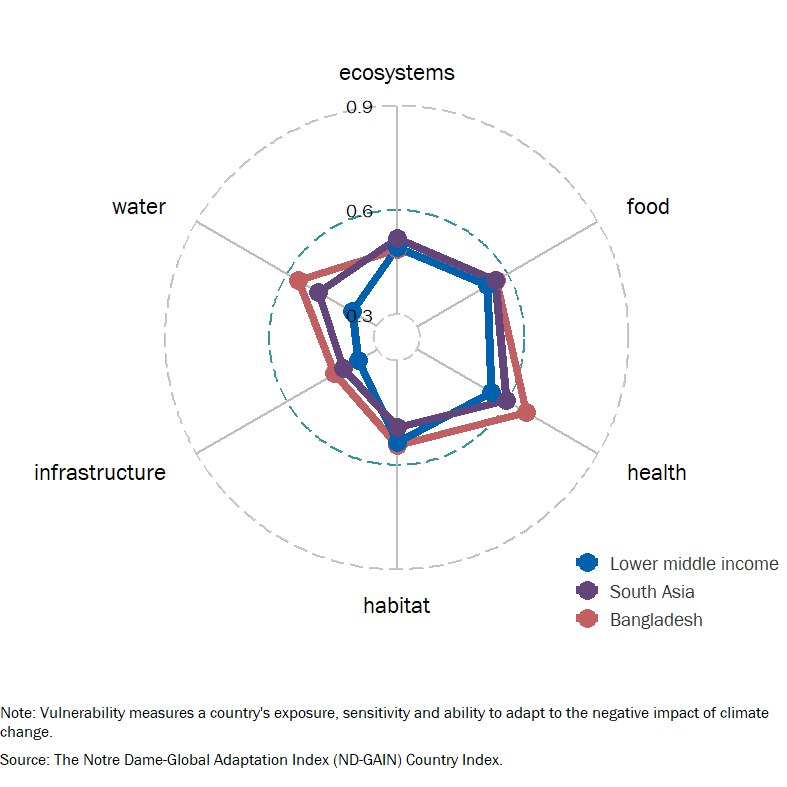 ecosystems
0.9
water
food
0.6
0.3
infrastructure
health
habitat
Lower middle income
South Asia
Bangladesh
Note: Vulnerability measures a country's exposure, sensitivity and ability to adapt to the negative impact of climate
change.
Source: The Notre Dame-Global Adaptation Index (ND-GAIN) Country Index.